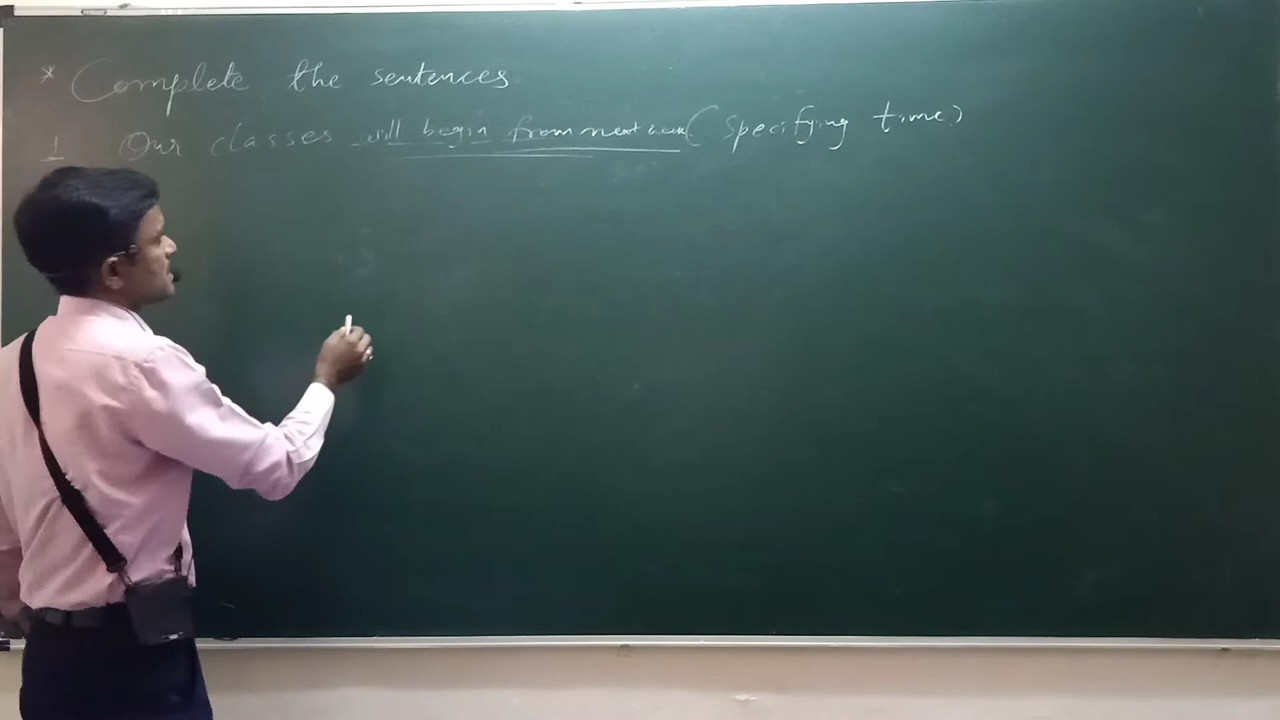 * Complete the sentences
1 Our classes will begin from next week (Specifying time)